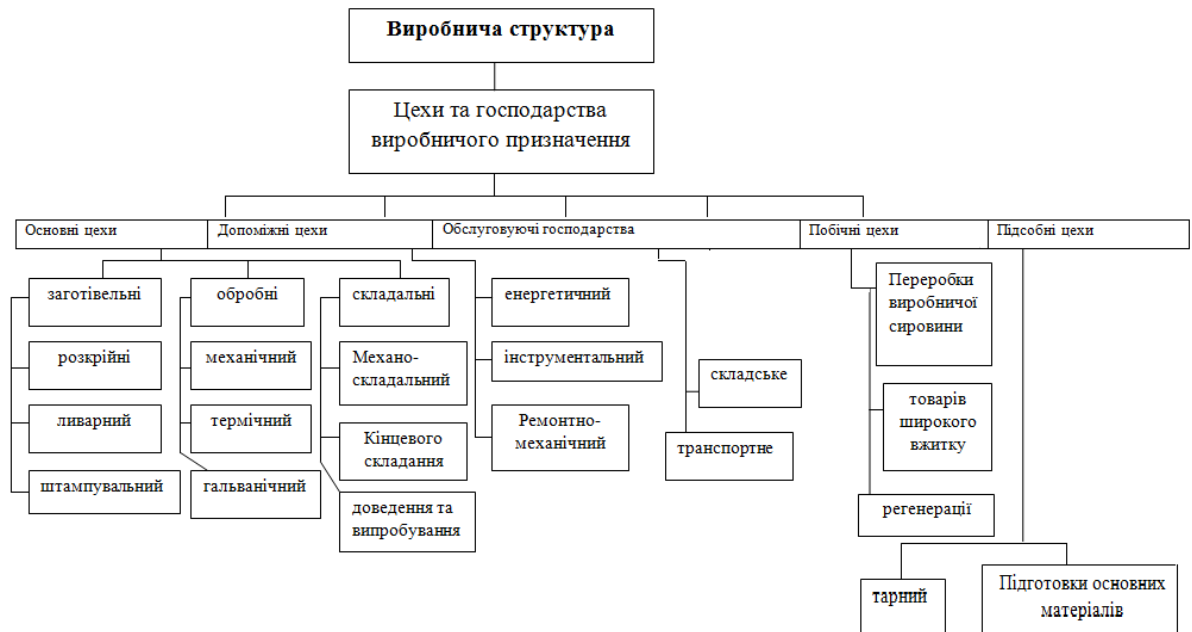 Виробнича структура
Цехи та господарства
виробничого призначення
Основні цехи
Допоміжні цехи
Обслуговуючі господарства
Побічні цехи
Підсобні цехи
заготівельні
розкрійні
ливарний
штампувальний
обробні
механічний
термічний
гальванічний
складальні
Механо-
складальний
Кінцевого
складання
доведення та
випробування
енергетичний
інструментальний
Ремонтно-
механічний
складське
транспортне
Переробки
виробничої
сировини
товарів
широкого
вжитку
регенерації
тарний
Підготовки основних
матеріалів